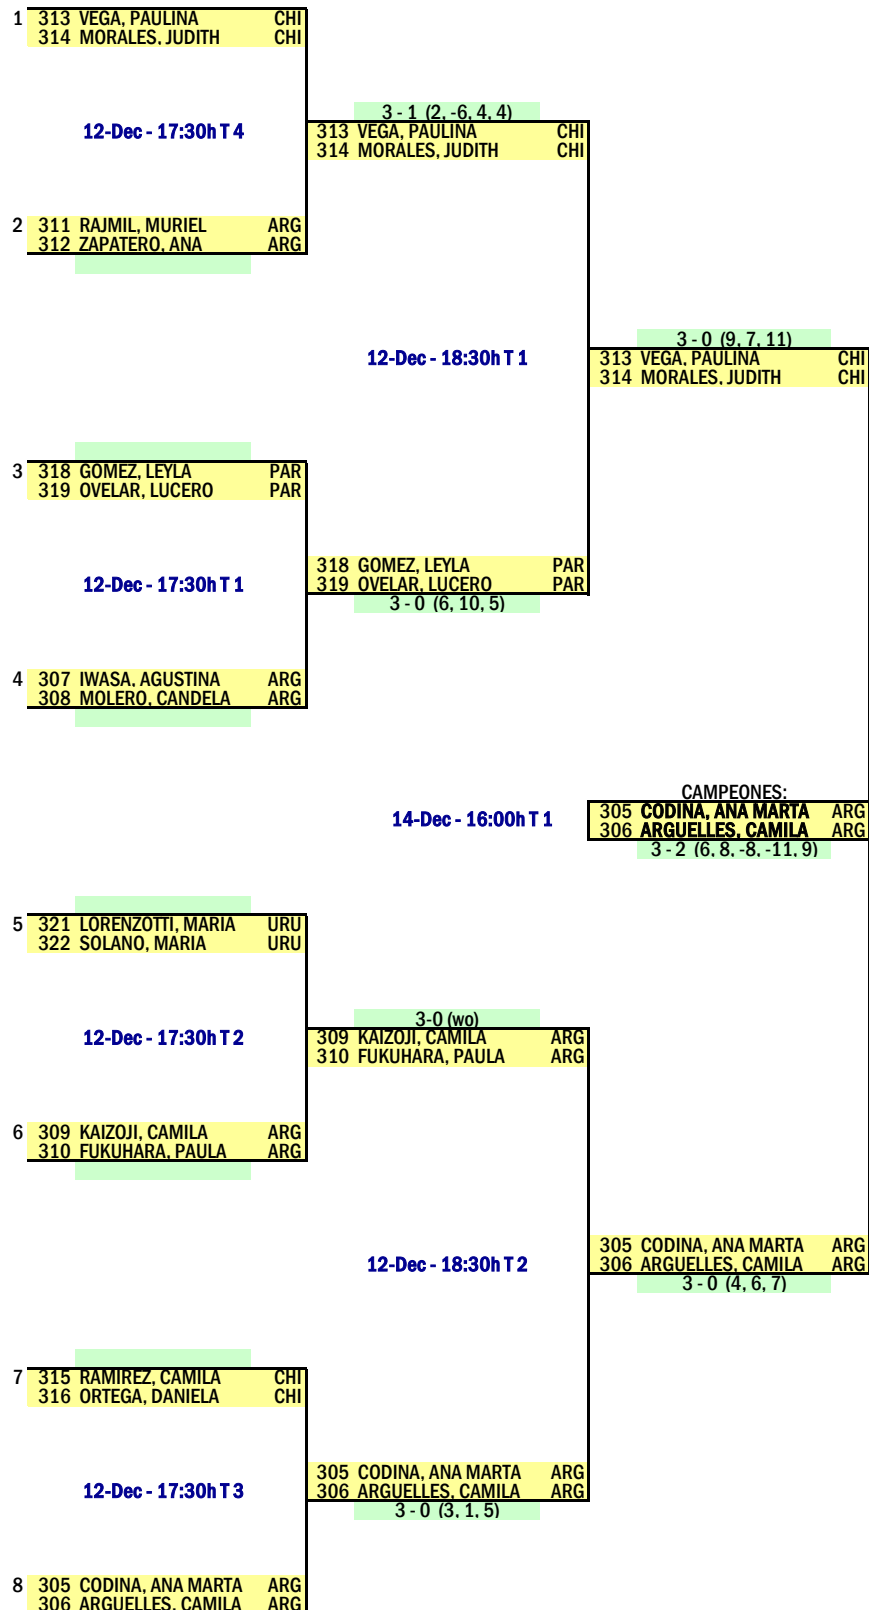 1 313 VEGA, PAULINA CHI
314 MORALES, JUDITH CHI
3 - 1 (2, -6, 4, 4)
12-Dec - 17:30h T 4
313 VEGA, PAULINA CHI
314 MORALES, JUDITH CHI
2 311 RAJMIL, MURIEL ARG
312 ZAPATERO, ANA ARG
3 - 0 (9, 7, 11)
12-Dec - 18:30h T 1
313 VEGA, PAULINA CHI
314 MORALES, JUDITH CHI
3 318 GOMEZ, LEYLA PAR
319 OVELAR, LUCERO PAR
12-Dec - 17:30h T 1
318 GOMEZ, LEYLA PAR
319 OVELAR, LUCERO PAR
3 - 0 (6, 10, 5)
4 307 IWASA, AGUSTINA ARG
308 MOLERO, CANDELA ARG
CAMPEONES:
14-Dec - 16:00h T 1
305 CODINA, ANA MARTA ARG
306 ARGUELLES, CAMILA ARG
3 - 2 (6, 8, -8, -11, 9)
5 321 LORENZOTTI, MARIA URU
322 SOLANO, MARIA URU
3-0 (wo)
12-Dec - 17:30h T 2
309 KAIZOJI, CAMILA ARG
310 FUKUHARA, PAULA ARG
6 309 KAIZOJI, CAMILA ARG
310 FUKUHARA, PAULA ARG
12-Dec - 18:30h T 2
305 CODINA, ANA MARTA ARG
306 ARGUELLES, CAMILA ARG
3 - 0 (4, 6, 7)
7 315 RAMIREZ, CAMILA CHI
316 ORTEGA, DANIELA CHI
12-Dec - 17:30h T 3
305 CODINA, ANA MARTA ARG
306 ARGUELLES, CAMILA ARG
3 - 0 (3, 1, 5)
8 305 CODINA, ANA MARTA ARG
306 ARGUELLES, CAMILA ARG